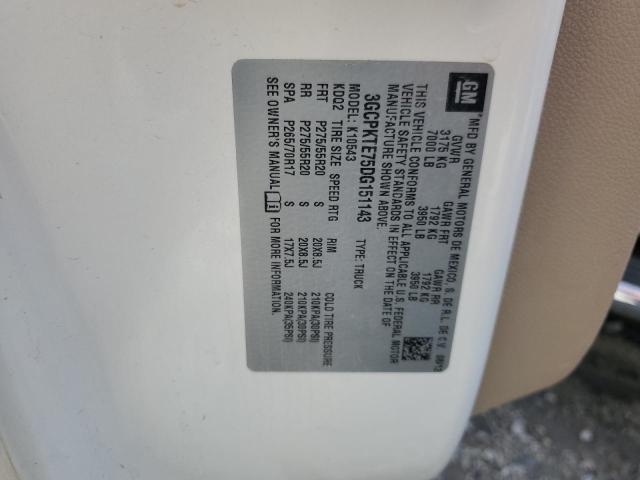 GM
MFD BY GENERAL MOTORS DE MEXICO, S. DE R.L. DE C.V. 08/12
GVWR GAWR FRT GAWR RR
3175 KG 1792 KG 1792 KG
7000 LB 3950 LB 3950 LB
THIS VEHICLE CONFORMS TO ALL APPLICABLE U.S. FEDERAL MOTOR
VEHICLE SAFETY STANDARDS IN EFFECT ON THE DATE OF
MANUFACTURE SHOWN ABOVE.
3GCPKTE75DG151143 TYPE: TRUCK
MODEL: K10543
KDQ2 TIRE SIZE SPEED RTG RIM COLD TIRE PRESSURE
FRT P275/55R20 S 20X8.5J 210KPA(30PSI)
RR P275/55R20 S 20X8.5J 210KPA(30PSI)
SPA P265/70R17 S 17X7.5J 240KPA(35PSI)
SEE OWNER'S MANUAL FOR MORE INFORMATION.